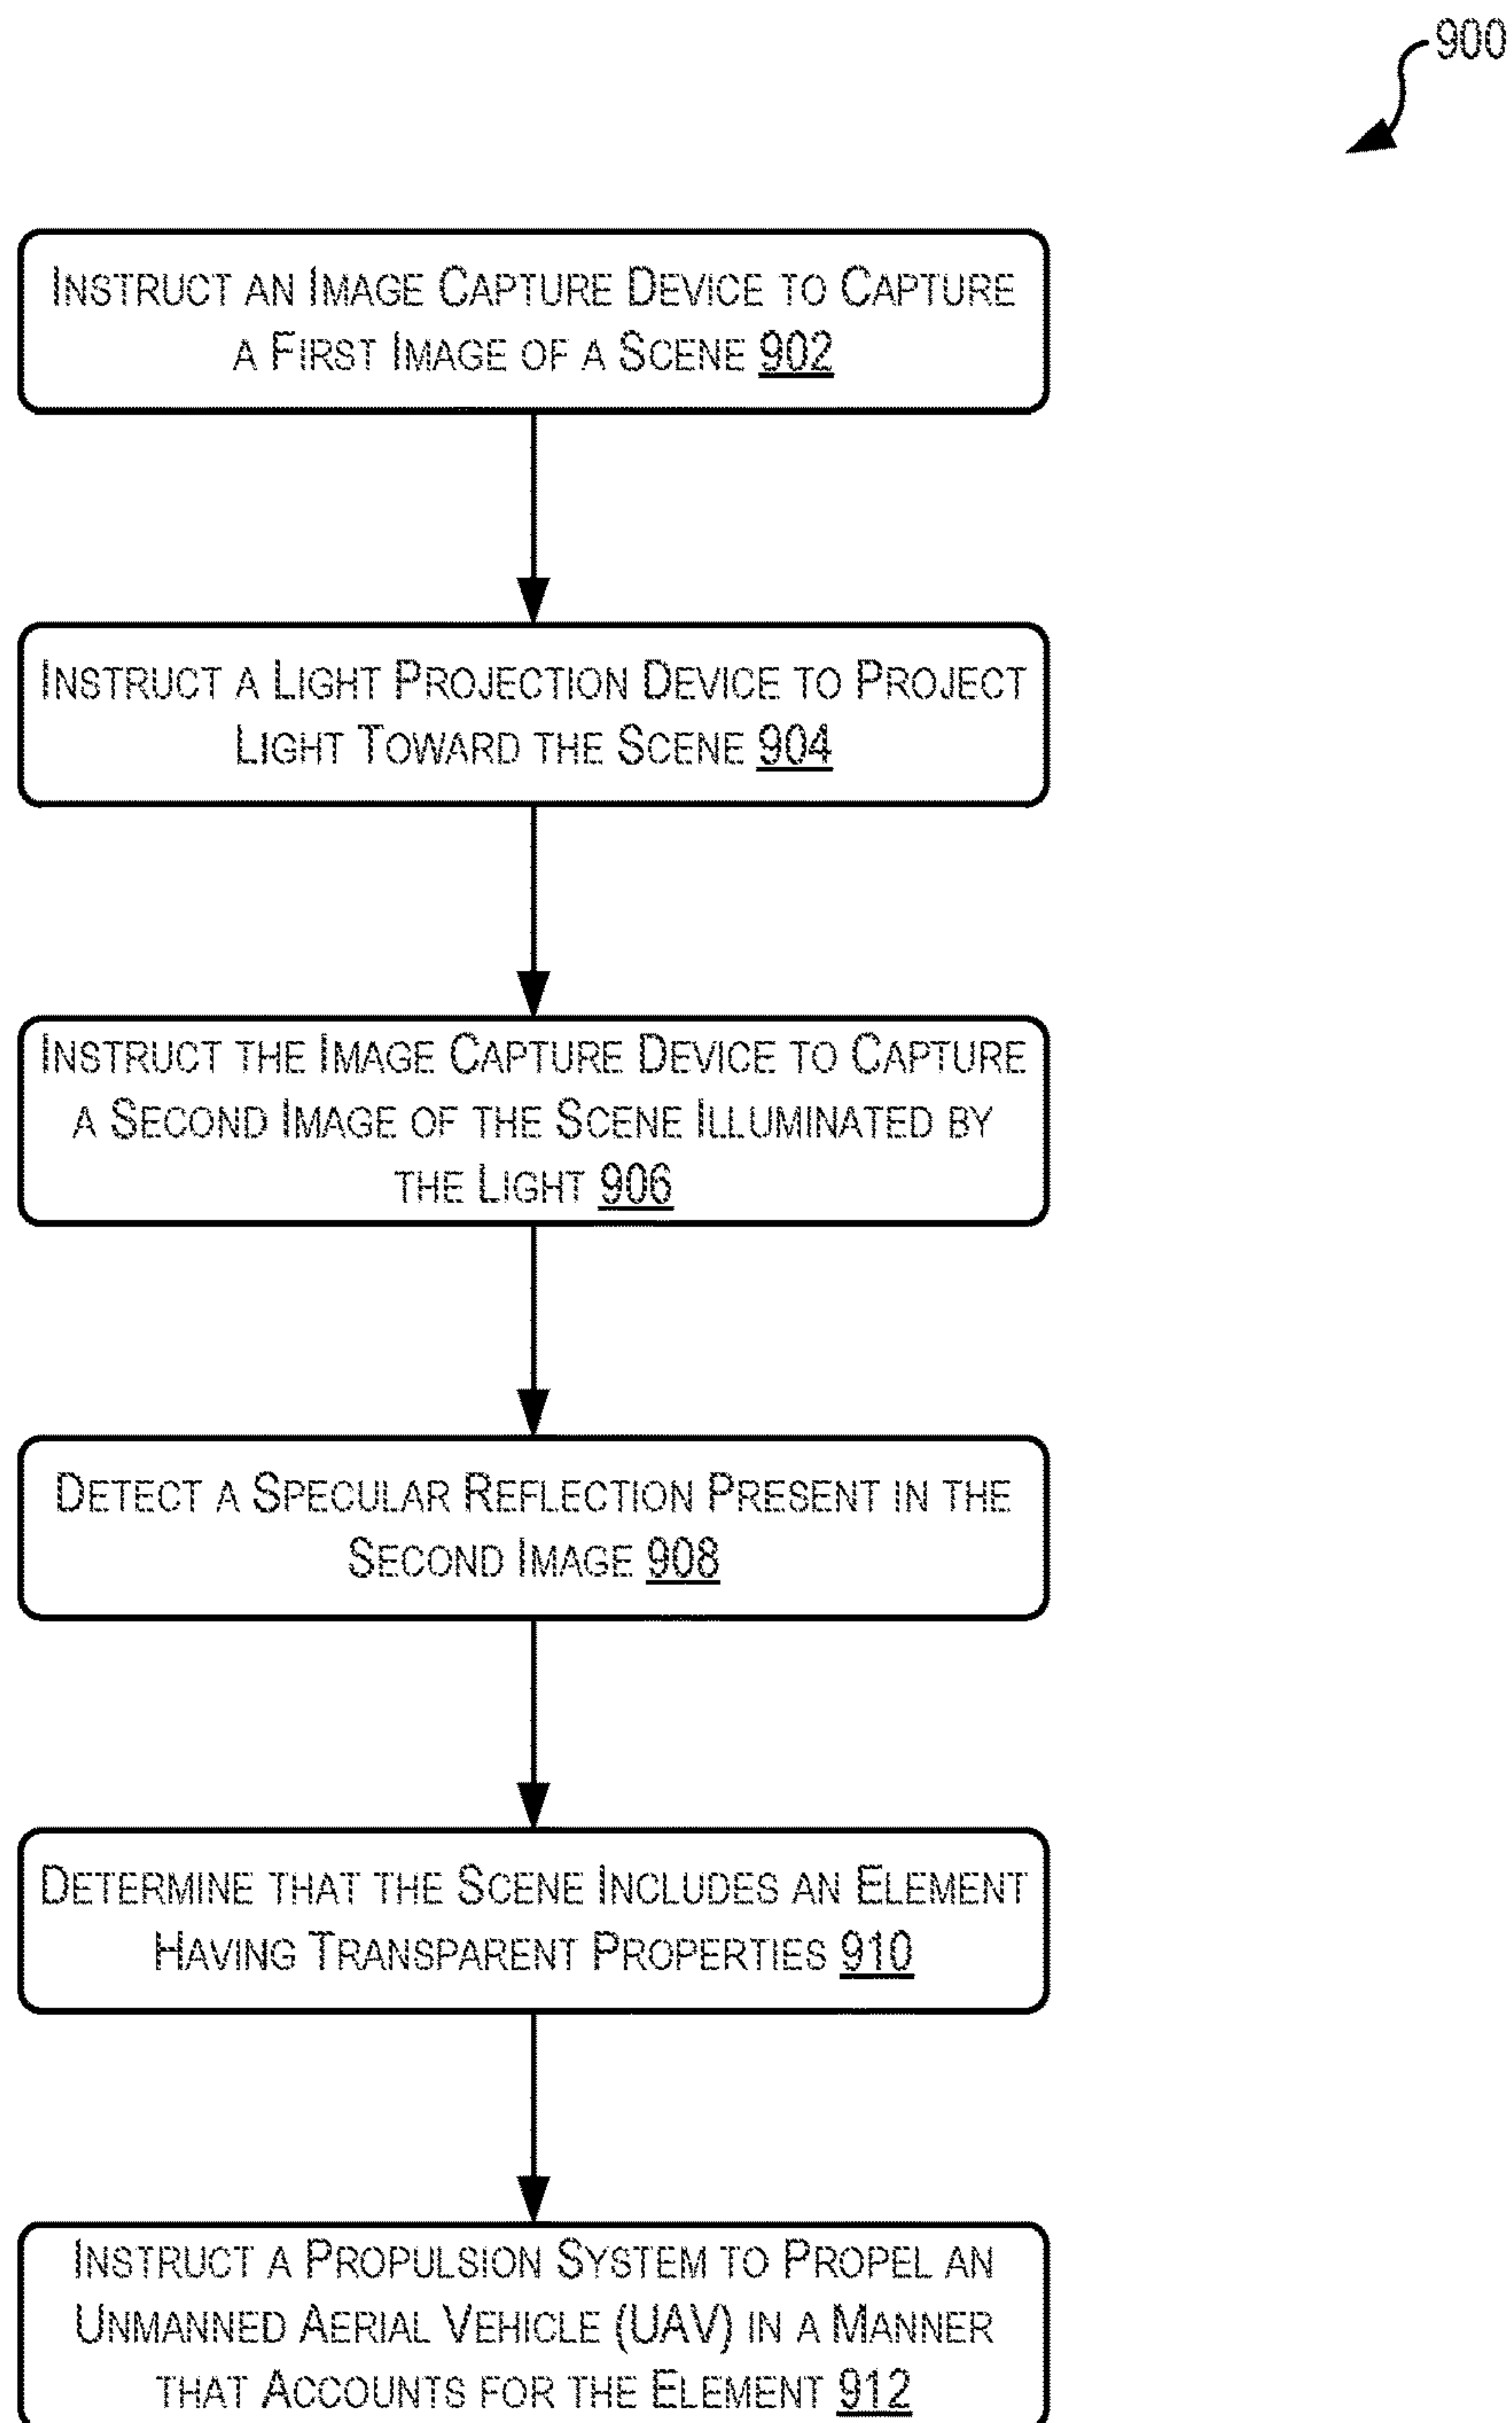 900
INSTRUCT AN IMAGE CAPTURE DEVICE TO CAPTURE
A FIRST IMAGE OF A SCENE 902
INSTRUCT A LIGHT PROJECTION DEVICE TO PROJECT
LIGHT TOWARD THE SCENE 904
INSTRUCT THE IMAGE CAPTURE DEVICE TO CAPTURE
A SECOND IMAGE OF THE SCENE ILLUMINATED BY
THE LIGHT 906
DETECT A SPECULAR REFLECTION PRESENT IN THE
SECOND IMAGE 908
DETERMINE THAT THE SCENE INCLUDES AN ELEMENT
HAVING TRANSPARENT PROPERTIES 910
INSTRUCT A PROPULSION SYSTEM TO PROPEL AN
UNMANNED AERIAL VEHICLE (UAV) IN A MANNER
THAT ACCOUNTS FOR THE ELEMENT 912